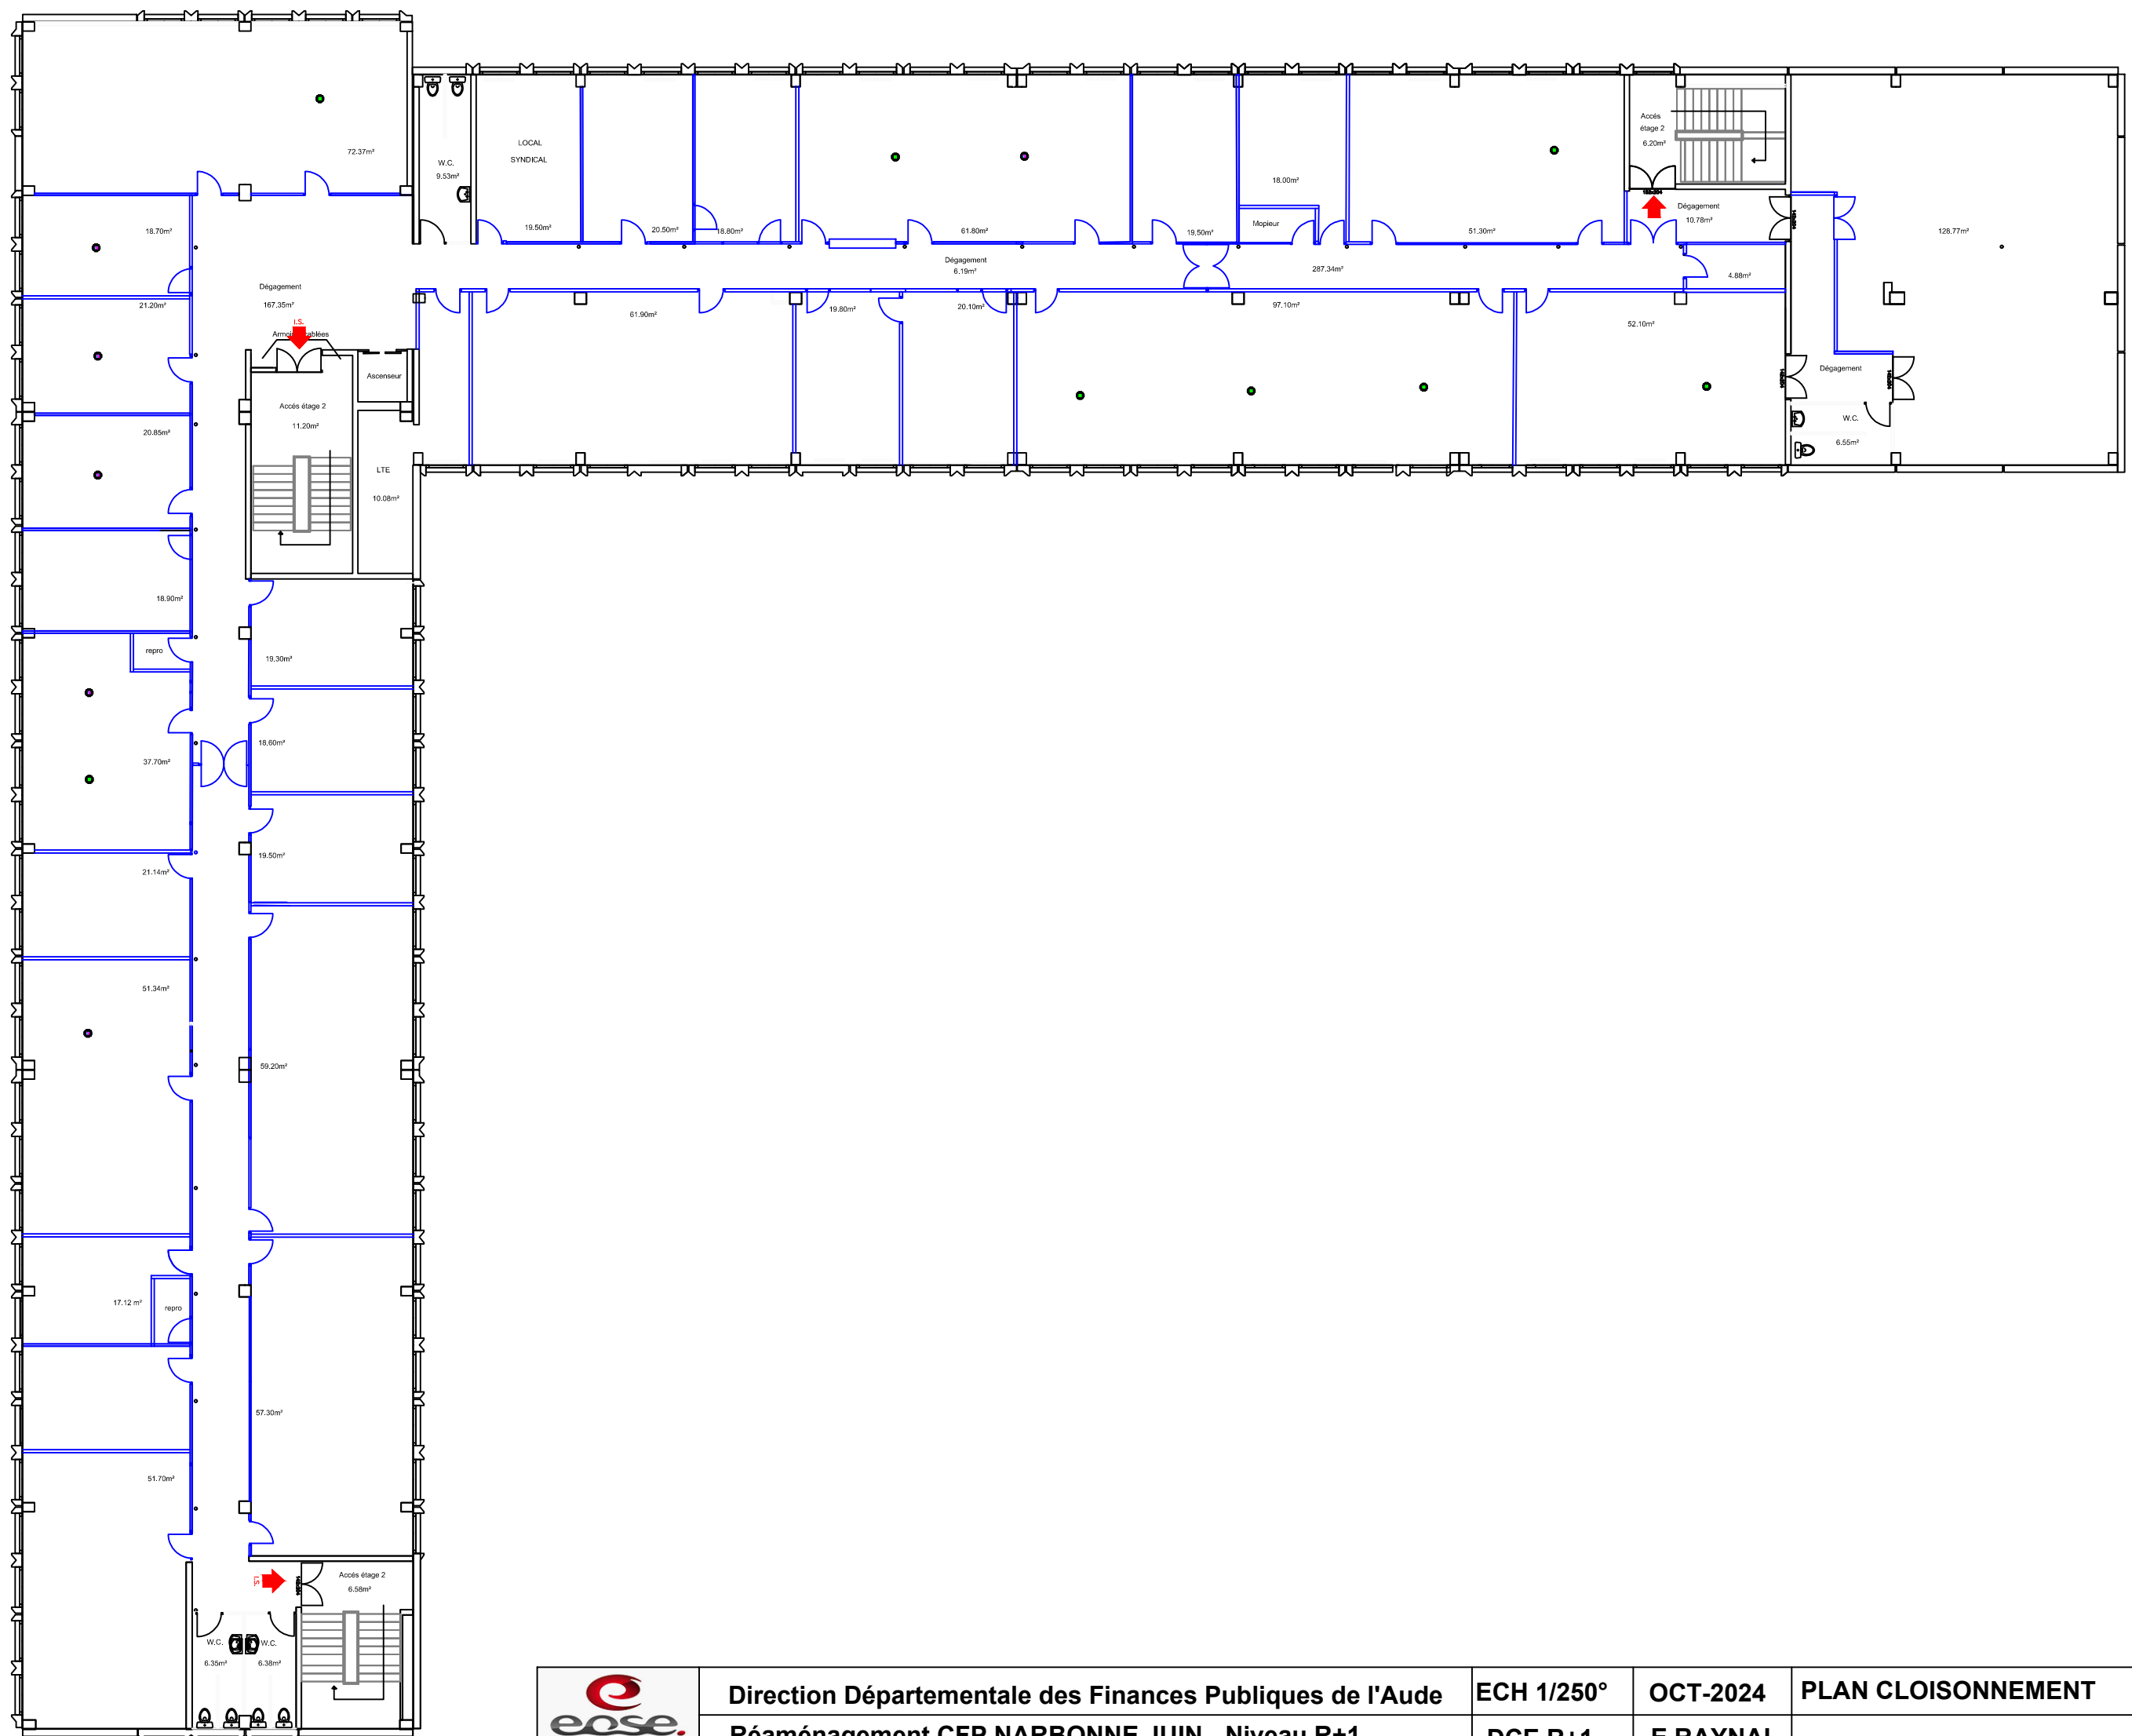 72.37m²
W.C.
9.53m²
LOCAL
SYNDICAL
19.50m²
20.50m²
18.80m²
61.80m²
19,50m²
18.00m²
Mopieur
51.30m²
Accés
étage 2
6.20m²
Dégagement
10,78m²
128.77m²
18.70m²
21.20m²
Dégagement
167.35m²
I.S.
Dégagement
6.19m²
287.34m²
4.88m²
61.90m²
19.80m²
20,10m²
97.10m²
52.10m²
Ascenseur
Accés étage 2
11.20m²
LTE
10.08m²
Dégagement
W.C.
6.55m²
20.85m²
18.90m²
repro
19,30m²
18,60m²
37.70m²
19.50m²
21.14m²
51.34m²
59.20m²
17.12 m²
repro
57.30m²
51.70m²
I.S.
Accés étage 2
6.58m²
W.C.
6.35m²
W.C.
6.38m²
ecse.
Direction Départementale des Finances Publiques de l'Aude
ECH 1/250°
OCT-2024
PLAN CLOISONNEMENT